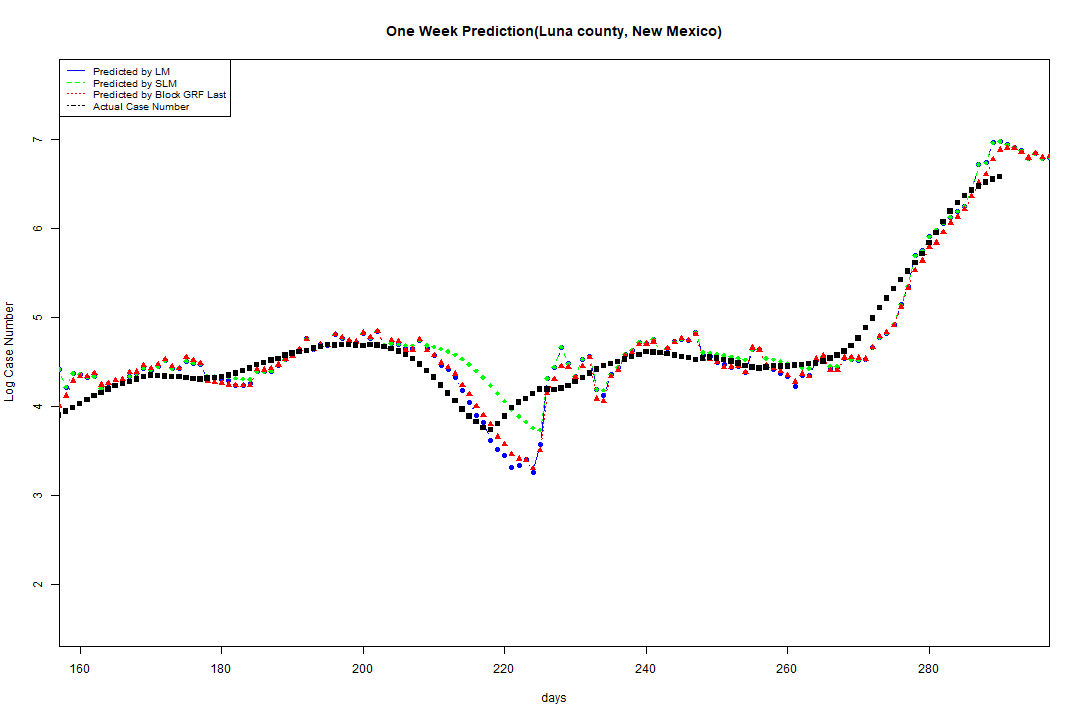 One Week Prediction(Luna county, New Mexico)
Predicted by LM
Predicted by SLM
Predicted by Block GRF Last
Actual Case Number
7
6
5
4
3
2
Log Case Number
160 180 200 220 240 260 280
days